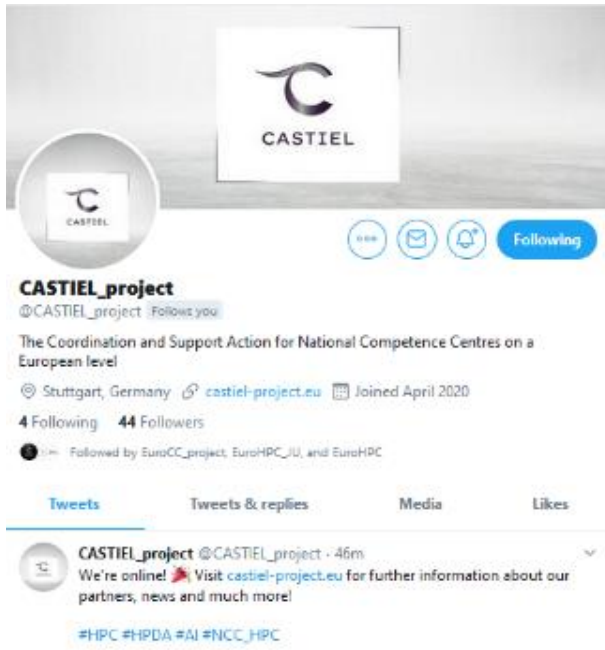 CASTIEL
CASTIEL
Following
CASTIEL_project
@CASTIEL_project Follows you
The Coordination and Support Action for National Competence Centres on a
European level
Stuttgart, Germany castiel-project.eu Joined April 2020
4 Following 44 Followers
Followed by EuroCC_project, EuroHPC_JU, and EuroHPC
Tweets Tweets & replies Media Likes
CASTIEL_project @CASTIEL_project · 46m
We're online! 🎉 Visit castiel-project.eu for further information about our
partners, news and much more!
#HPC #HPDA #AI #NCC_HPC